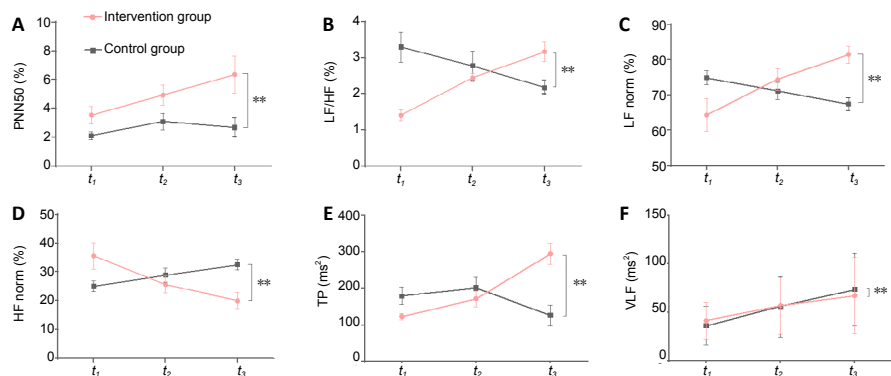 A
Intervention group
Control group
PNN50 (%)
10
8
6
4
2
0
**
t1 t2 t3
B
LF/HF (%)
4
3
2
1
0
**
t1 t2 t3
C
LF norm (%)
100
90
80
70
60
50
**
t1 t2 t3
D
HF norm (%)
50
40
30
20
10
0
**
t1 t2 t3
E
TP (ms²)
400
300
200
100
0
**
t1 t2 t3
F
VLF (ms²)
150
100
50
0
**
t1 t2 t3